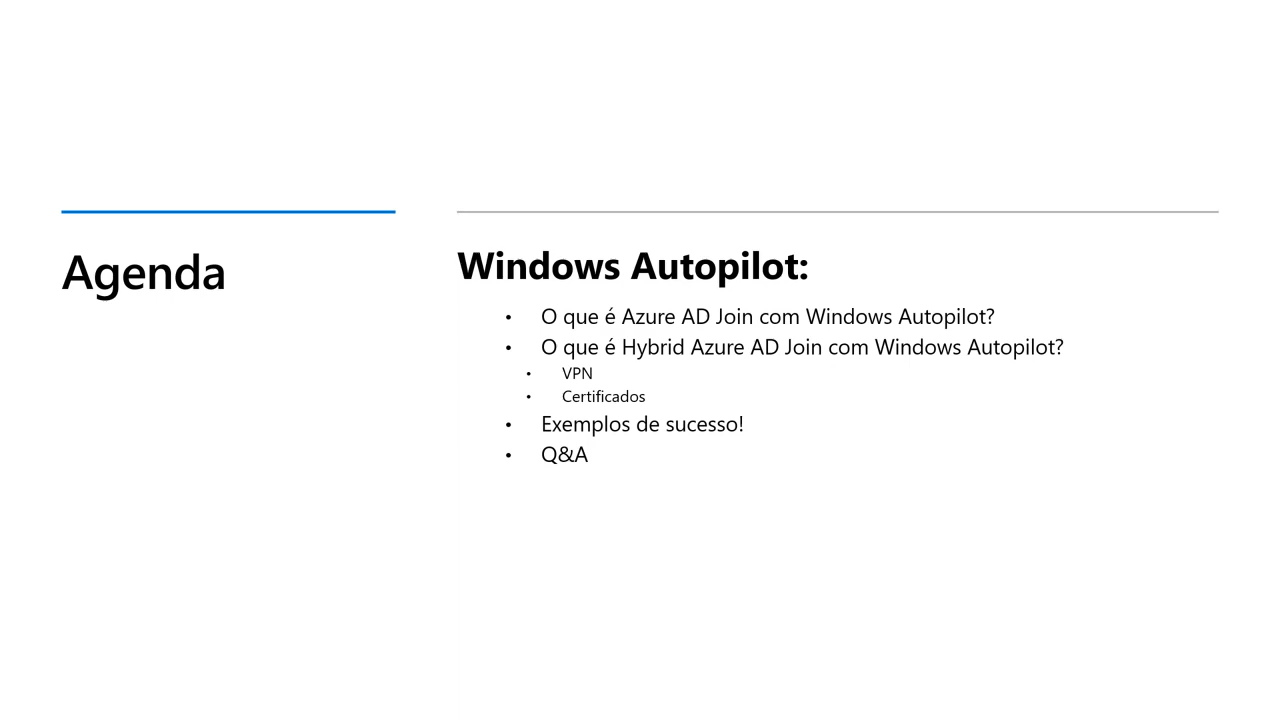 Agenda
Windows Autopilot:
• O que é Azure AD Join com Windows Autopilot?
• O que é Hybrid Azure AD Join com Windows Autopilot?
• VPN
• Certificados
• Exemplos de sucesso!
• Q&A